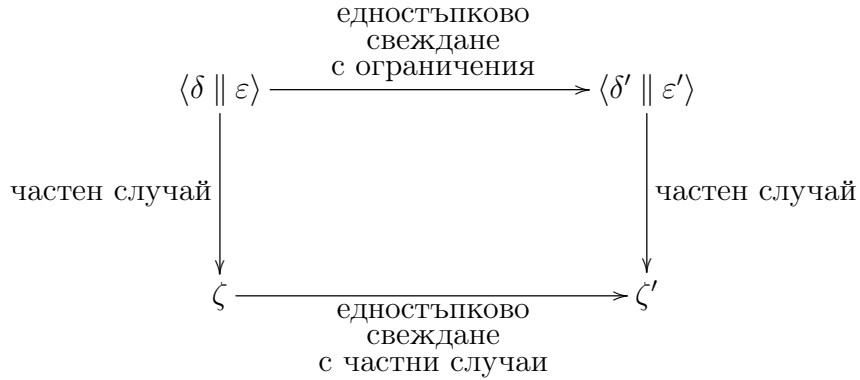 едностъпково
свеждане
с ограничения
⟨δ ∥ ε⟩ ⟨δ′ ∥ ε′⟩
частен случай частен случай
ζ ζ′
едностъпково
свеждане
с частни случаи